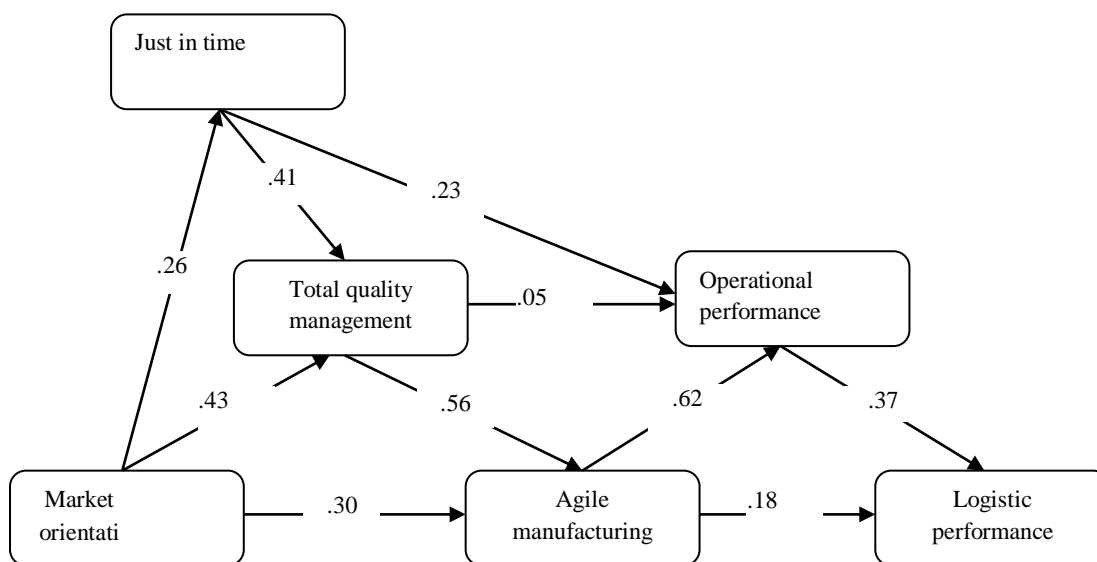 Just in time
.41
.23
.26
Total quality
management
.05
Operational
performance
.43
.56
.62
.37
Market
orientati
.30
Agile
manufacturing
.18
Logistic
performance